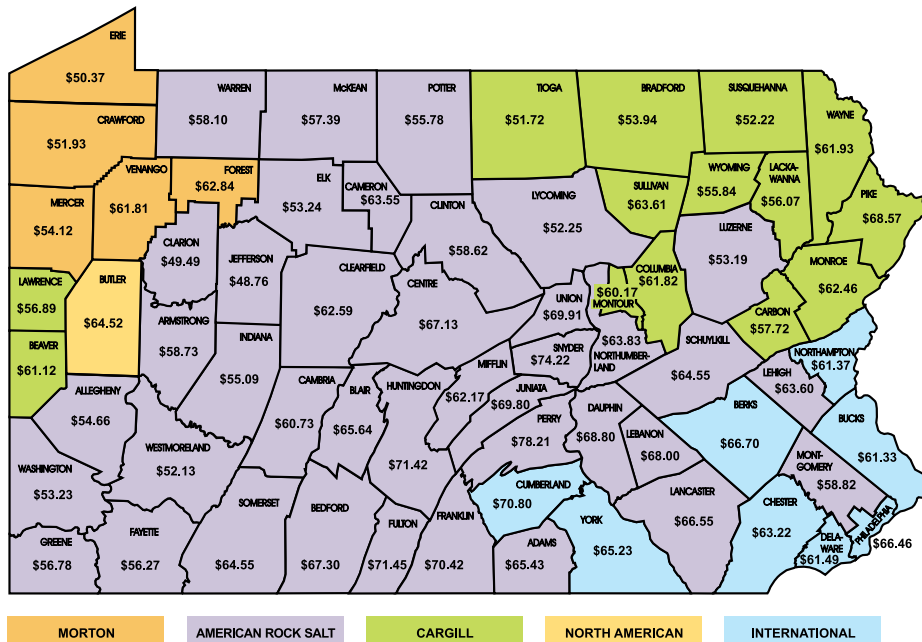 ERIE
$50.37
CRAWFORD
$51.93
WARREN
$58.10
McKEAN
$57.39
POTTER
$55.78
TIOGA
$51.72
BRADFORD
$53.94
SUSQUEHANNA
$52.22
WAYNE
$61.93
MERCER
$54.12
VENANGO
$61.81
FOREST
$62.84
ELK
$53.24
CAMERON
$63.55
CLINTON
$58.62
LYCOMING
$52.25
SULLIVAN
$63.61
WYOMING
$55.84
LACKA-
WANNA
$56.07
PIKE
$68.57
LAWRENCE
$56.89
BUTLER
$64.52
CLARION
$49.49
JEFFERSON
$48.76
CLEARFIELD
$62.59
CENTRE
$67.13
UNION
$69.91
MONTOUR
$60.17
COLUMBIA
$61.82
LUZERNE
$53.19
MONROE
$62.46
CARBON
$57.72
BEAVER
$61.12
ARMSTRONG
$58.73
INDIANA
$55.09
SNYDER
$74.22
$63.83
NORTHUMBER-
LAND
SCHUYLKILL
$64.55
NORTHAMPTON
$61.37
LEHIGH
$63.60
ALLEGHENY
$54.66
WESTMORELAND
$52.13
CAMBRIA
$60.73
BLAIR
$65.64
HUNTINGDON
$71.42
MIFFLIN
$62.17
JUNIATA
$69.80
PERRY
$78.21
DAUPHIN
$68.80
LEBANON
$68.00
BERKS
$66.70
BUCKS
$61.33
MONT-
GOMERY
$58.82
WASHINGTON
$53.23
GREENE
$56.78
FAYETTE
$56.27
SOMERSET
$64.55
BEDFORD
$67.30
FULTON
$71.45
FRANKLIN
$70.42
CUMBERLAND
$70.80
ADAMS
$65.43
YORK
$65.23
LANCASTER
$66.55
CHESTER
$63.22
DELA-
WARE
$61.49
PHILADELPHIA
$66.46
MORTON
AMERICAN ROCK SALT
CARGILL
NORTH AMERICAN
INTERNATIONAL